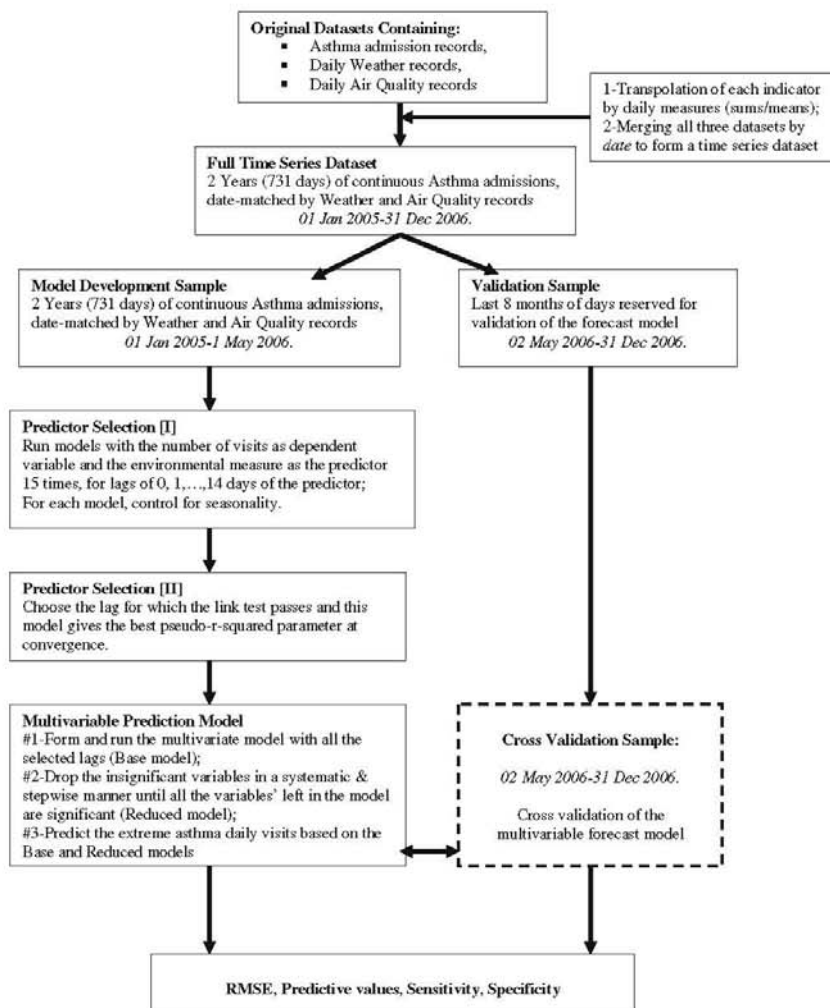 Original Datasets Containing:
▪ Asthma admission records,
▪ Daily Weather records,
▪ Daily Air Quality records
1-Transpolation of each indicator
by daily measures (sums/means);
2-Merging all three datasets by
date to form a time series dataset
Full Time Series Dataset
2 Years (731 days) of continuous Asthma admissions,
date-matched by Weather and Air Quality records
01 Jan 2005-31 Dec 2006.
Model Development Sample
2 Years (731 days) of continuous Asthma admissions,
date-matched by Weather and Air Quality records
01 Jan 2005-1 May 2006.
Validation Sample
Last 8 months of days reserved for
validation of the forecast model
02 May 2006-31 Dec 2006.
Predictor Selection [I]
Run models with the number of visits as dependent
variable and the environmental measure as the predictor
15 times, for lags of 0, 1,…,14 days of the predictor;
For each model, control for seasonality.
Predictor Selection [II]
Choose the lag for which the link test passes and this
model gives the best pseudo-r-squared parameter at
convergence.
Multivariable Prediction Model
#1-Form and run the multivariate model with all the
selected lags (Base model);
#2-Drop the insignificant variables in a systematic &
stepwise manner until all the variables' left in the model
are significant (Reduced model);
#3-Predict the extreme asthma daily visits based on the
Base and Reduced models
Cross Validation Sample:
02 May 2006-31 Dec 2006.
Cross validation of the
multivariable forecast model
RMSE, Predictive values, Sensitivity, Specificity